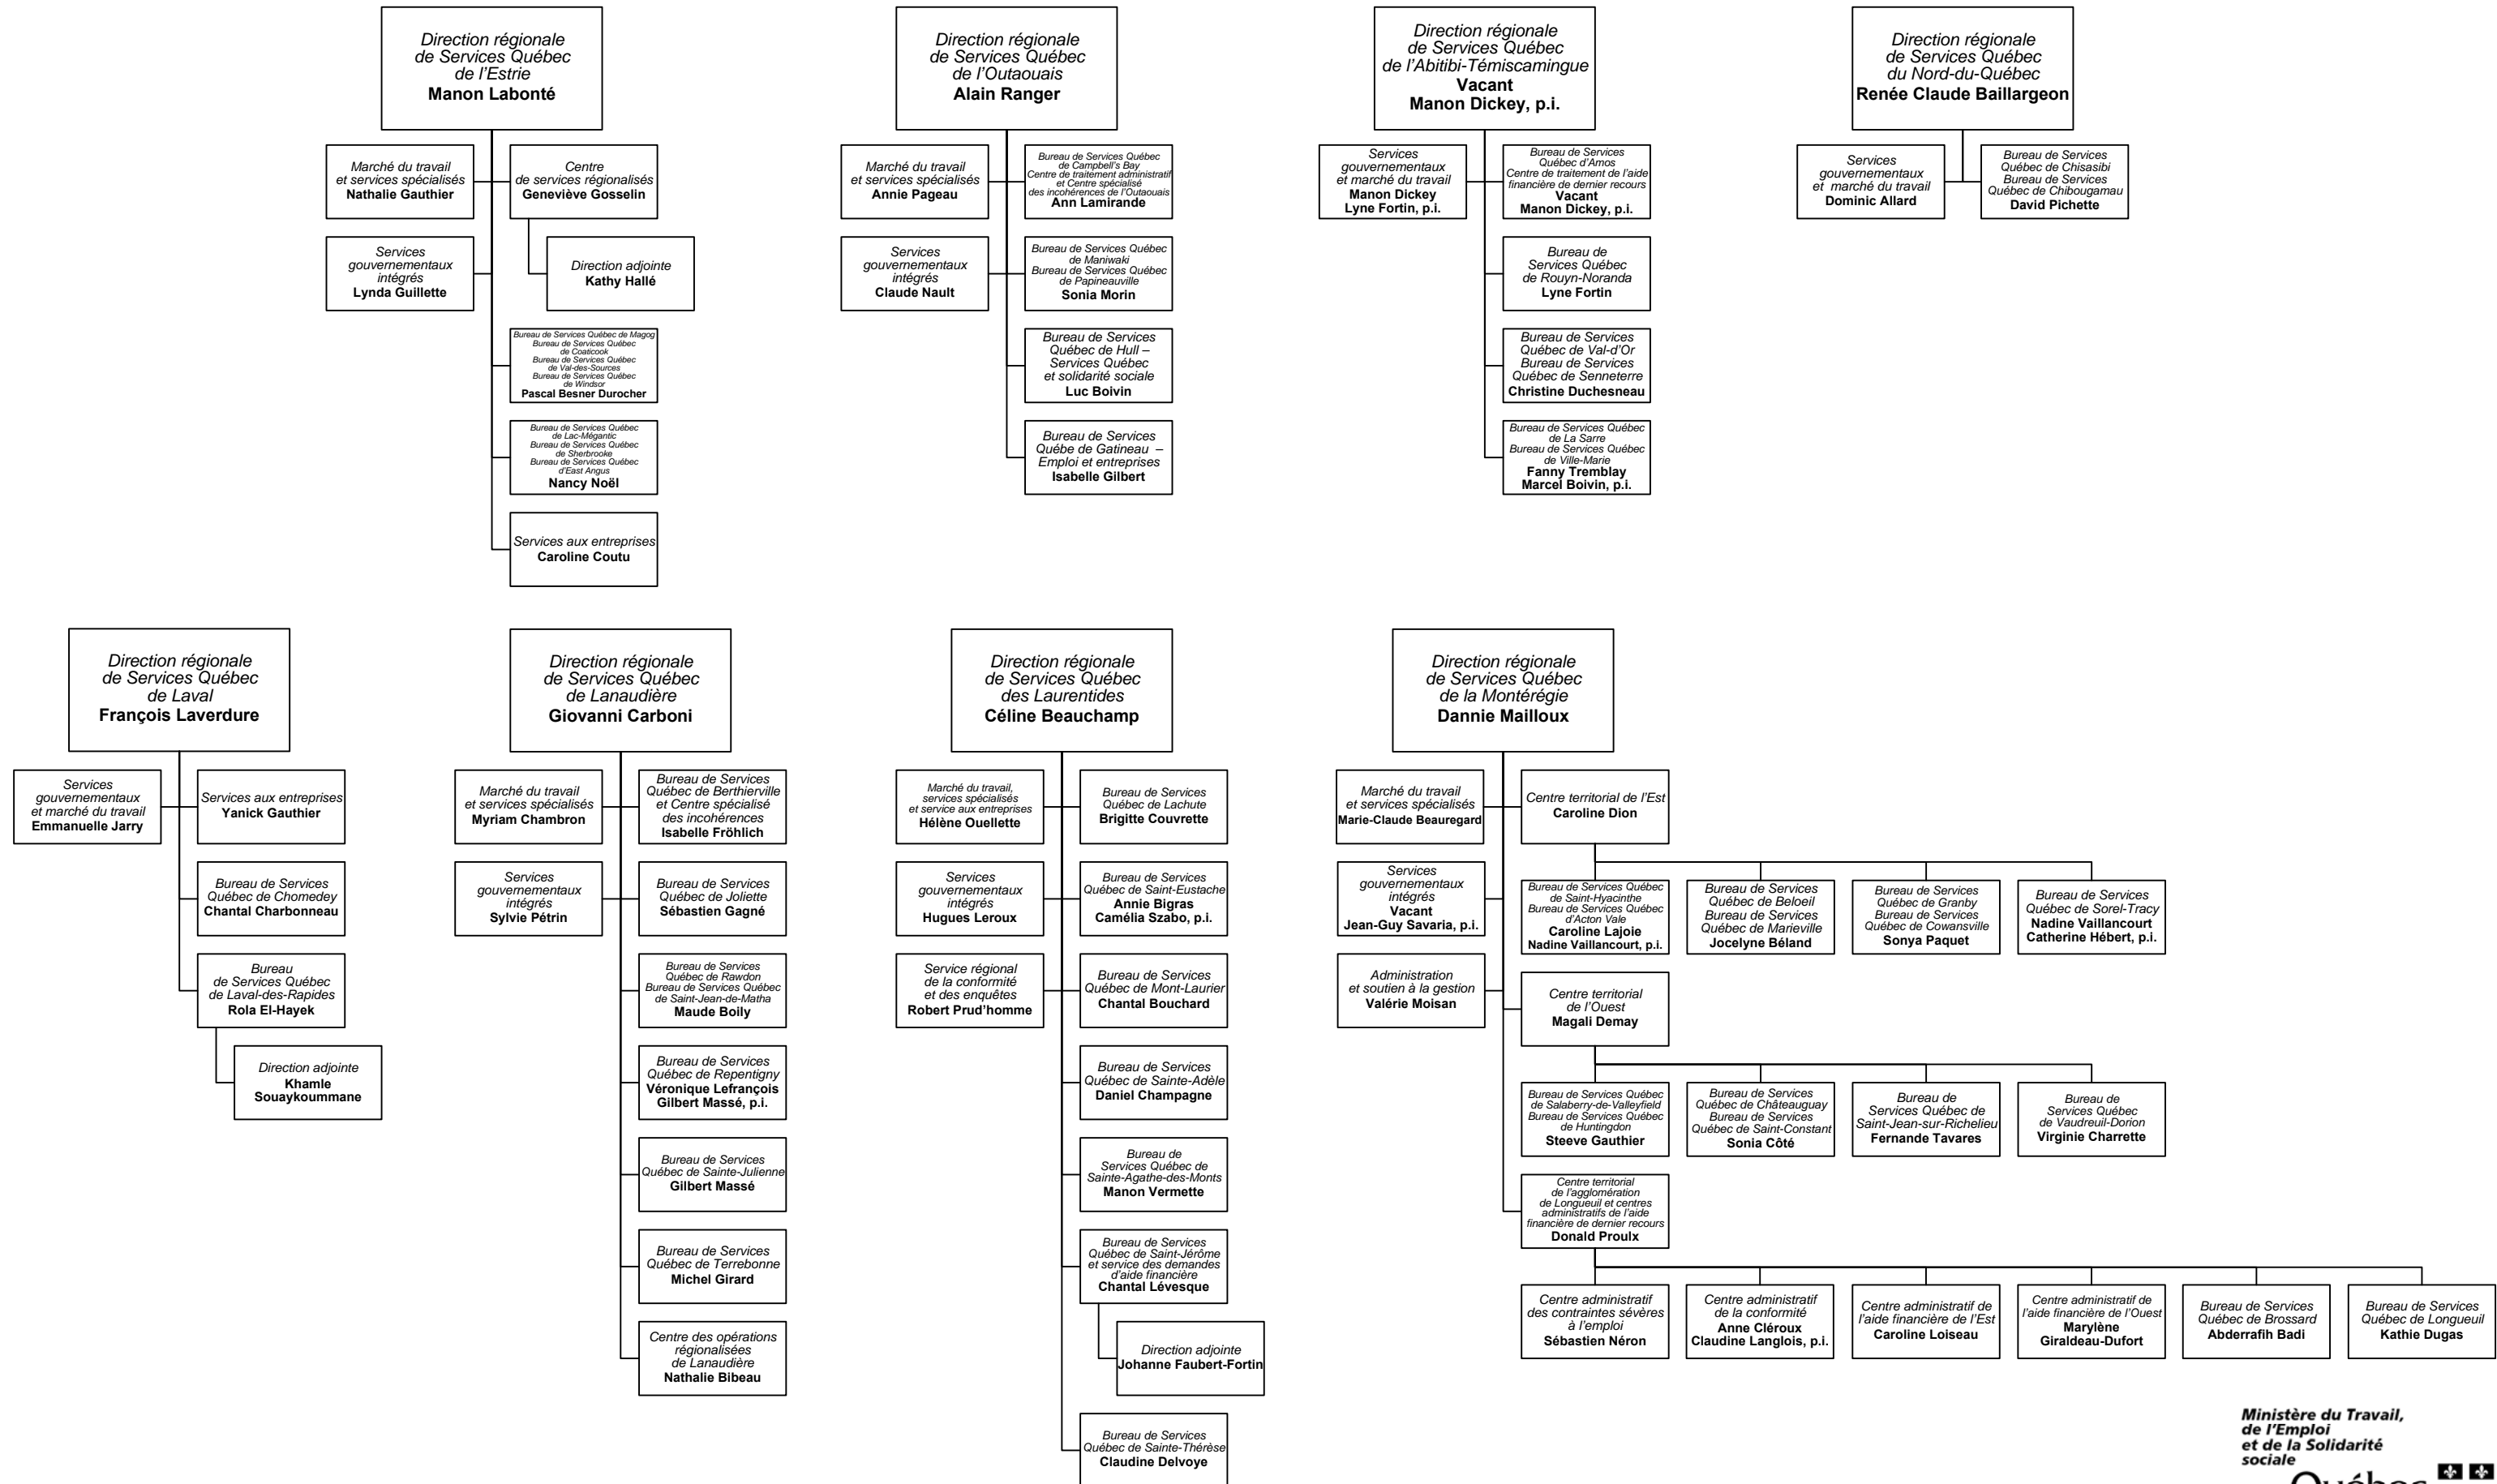 Direction régionale
de Services Québec
de l'Estrie
Manon Labonté
Marché du travail
et services spécialisés
Nathalie Gauthier
Centre
de services régionalisés
Geneviève Gosselin
Services
gouvernementaux
intégrés
Lynda Guillette
Direction adjointe
Kathy Hallé
Bureau de Services Québec de Magog
Bureau de Services Québec
de Coaticook
Bureau de Services Québec
de Val-des-Sources
Bureau de Services Québec
de Windsor
Pascal Besner Durocher
Bureau de Services Québec
de Lac-Mégantic
Bureau de Services Québec
de Sherbrooke
Bureau de Services Québec
d'East Angus
Nancy Noël
Services aux entreprises
Caroline Coutu
Direction régionale
de Services Québec
de l'Outaouais
Alain Ranger
Marché du travail
et services spécialisés
Annie Pageau
Bureau de Services Québec
de Campbell's Bay
Centre de traitement administratif
et Centre spécialisé
des incohérences de l'Outaouais
Ann Lamirande
Services
gouvernementaux
intégrés
Claude Nault
Bureau de Services Québec
de Maniwaki
Bureau de Services Québec
de Papineauville
Sonia Morin
Bureau de Services
Québec de Hull –
Services Québec
et solidarité sociale
Luc Boivin
Bureau de Services
Québe de Gatineau –
Emploi et entreprises
Isabelle Gilbert
Direction régionale
de Services Québec
de l'Abitibi-Témiscamingue
Vacant
Manon Dickey, p.i.
Services
gouvernementaux
et marché du travail
Manon Dickey
Lyne Fortin, p.i.
Bureau de Services
Québec d'Amos
Centre de traitement de l'aide
financière de dernier recours
Vacant
Manon Dickey, p.i.
Bureau de
Services Québec
de Rouyn-Noranda
Lyne Fortin
Bureau de Services
Québec de Val-d'Or
Bureau de Services
Québec de Senneterre
Christine Duchesneau
Bureau de Services Québec
de La Sarre
Bureau de Services Québec
de Ville-Marie
Fanny Tremblay
Marcel Boivin, p.i.
Direction régionale
de Services Québec
du Nord-du-Québec
Renée Claude Baillargeon
Services
gouvernementaux
et marché du travail
Dominic Allard
Bureau de Services
Québec de Chisasibi
Bureau de Services
Québec de Chibougamau
David Pichette
Direction régionale
de Services Québec
de Laval
François Laverdure
Services
gouvernementaux
et marché du travail
Emmanuelle Jarry
Services aux entreprises
Yanick Gauthier
Bureau de Services
Québec de Chomedey
Chantal Charbonneau
Bureau
de Services Québec
de Laval-des-Rapides
Rola El-Hayek
Direction adjointe
Khamle
Souaykoummane
Direction régionale
de Services Québec
de Lanaudière
Giovanni Carboni
Marché du travail
et services spécialisés
Myriam Chambron
Bureau de Services
Québec de Berthierville
et Centre spécialisé
des incohérences
Isabelle Fröhlich
Services
gouvernementaux
intégrés
Sylvie Pétrin
Bureau de Services
Québec de Joliette
Sébastien Gagné
Bureau de Services
Québec de Rawdon
Bureau de Services Québec
de Saint-Jean-de-Matha
Maude Boily
Bureau de Services
Québec de Repentigny
Véronique Lefrançois
Gilbert Massé, p.i.
Bureau de Services
Québec de Sainte-Julienne
Gilbert Massé
Bureau de Services
Québec de Terrebonne
Michel Girard
Centre des opérations
régionalisées
de Lanaudière
Nathalie Bibeau
Direction régionale
de Services Québec
des Laurentides
Céline Beauchamp
Marché du travail,
services spécialisés
et service aux entreprises
Hélène Ouellette
Bureau de Services
Québec de Lachute
Brigitte Couvrette
Services
gouvernementaux
intégrés
Hugues Leroux
Bureau de Services
Québec de Saint-Eustache
Annie Bigras
Camélia Szabo, p.i.
Service régional
de la conformité
et des enquêtes
Robert Prud'homme
Bureau de Services
Québec de Mont-Laurier
Chantal Bouchard
Bureau de Services
Québec de Sainte-Adèle
Daniel Champagne
Bureau de
Services Québec de
Sainte-Agathe-des-Monts
Manon Vermette
Bureau de Services
Québec de Saint-Jérôme
et service des demandes
d'aide financière
Chantal Lévesque
Direction adjointe
Johanne Faubert-Fortin
Bureau de Services
Québec de Sainte-Thérèse
Claudine Delvoye
Direction régionale
de Services Québec
de la Montérégie
Dannie Mailloux
Marché du travail
et services spécialisés
Marie-Claude Beauregard
Centre territorial de l'Est
Caroline Dion
Services
gouvernementaux
intégrés
Vacant
Jean-Guy Savaria, p.i.
Bureau de Services Québec
de Saint-Hyacinthe
Bureau de Services Québec
d'Acton Vale
Caroline Lajoie
Nadine Vaillancourt, p.i.
Bureau de Services
Québec de Beloeil
Bureau de Services
Québec de Marieville
Jocelyne Béland
Bureau de Services
Québec de Granby
Bureau de Services
Québec de Cowansville
Sonya Paquet
Bureau de Services
Québec de Sorel-Tracy
Nadine Vaillancourt
Catherine Hébert, p.i.
Administration
et soutien à la gestion
Valérie Moisan
Centre territorial
de l'Ouest
Magali Demay
Bureau de Services Québec
de Salaberry-de-Valleyfield
Bureau de Services Québec
de Huntingdon
Steeve Gauthier
Bureau de Services
Québec de Châteauguay
Bureau de Services
Québec de Saint-Constant
Sonia Côté
Bureau de
Services Québec de
Saint-Jean-sur-Richelieu
Fernande Tavares
Bureau de
Services Québec
de Vaudreuil-Dorion
Virginie Charrette
Centre territorial
de l'agglomération
de Longueuil et centres
administratifs de l'aide
financière de dernier recours
Donald Proulx
Centre administratif
des contraintes sévères
à l'emploi
Sébastien Néron
Centre administratif
de la conformité
Anne Cléroux
Claudine Langlois, p.i.
Centre administratif de
l'aide financière de l'Est
Caroline Loiseau
Centre administratif de
l'aide financière de l'Ouest
Marylène
Giraldeau-Dufort
Bureau de Services
Québec de Brossard
Abderrafih Badi
Bureau de Services
Québec de Longueuil
Kathie Dugas
Ministère du Travail,
de l'Emploi
et de la Solidarité
sociale
Québec